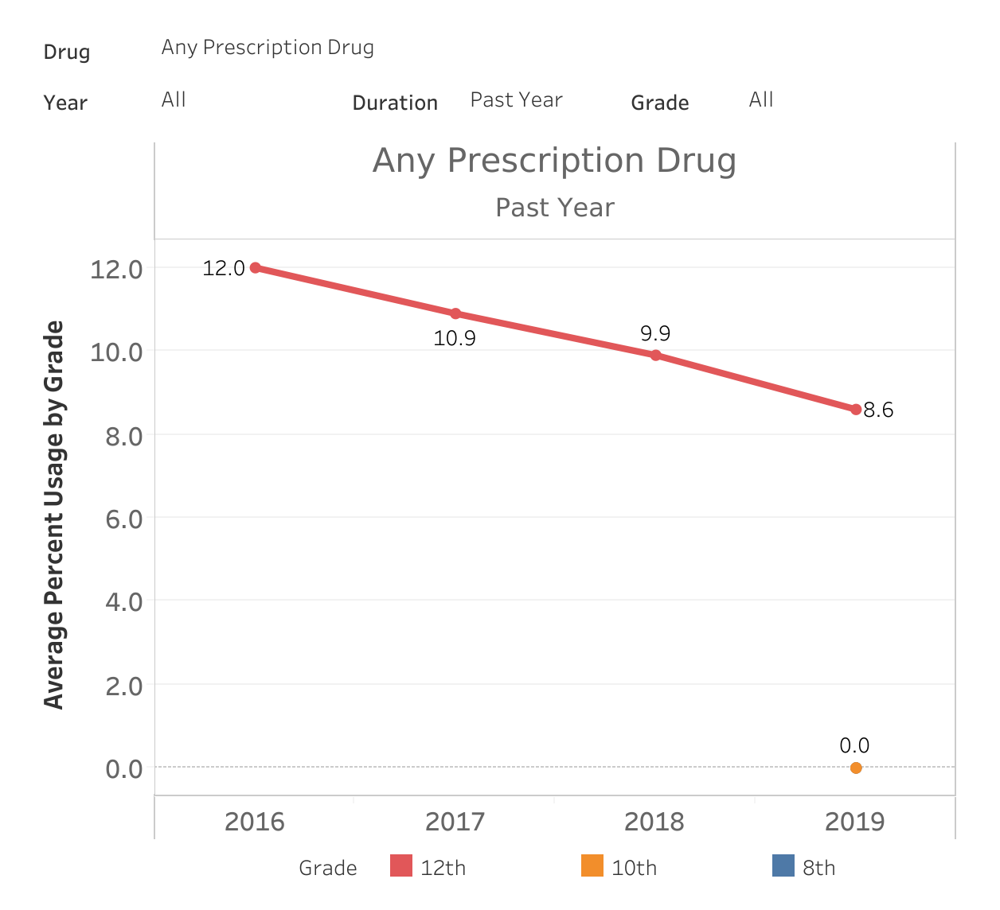 Drug Any Prescription Drug
Year All Duration Past Year Grade All
Any Prescription Drug
Past Year
Average Percent Usage by Grade
12.0
10.0
8.0
6.0
4.0
2.0
0.0
12.0
10.9
9.9
8.6
0.0
2016 2017 2018 2019
Grade 12th 10th 8th